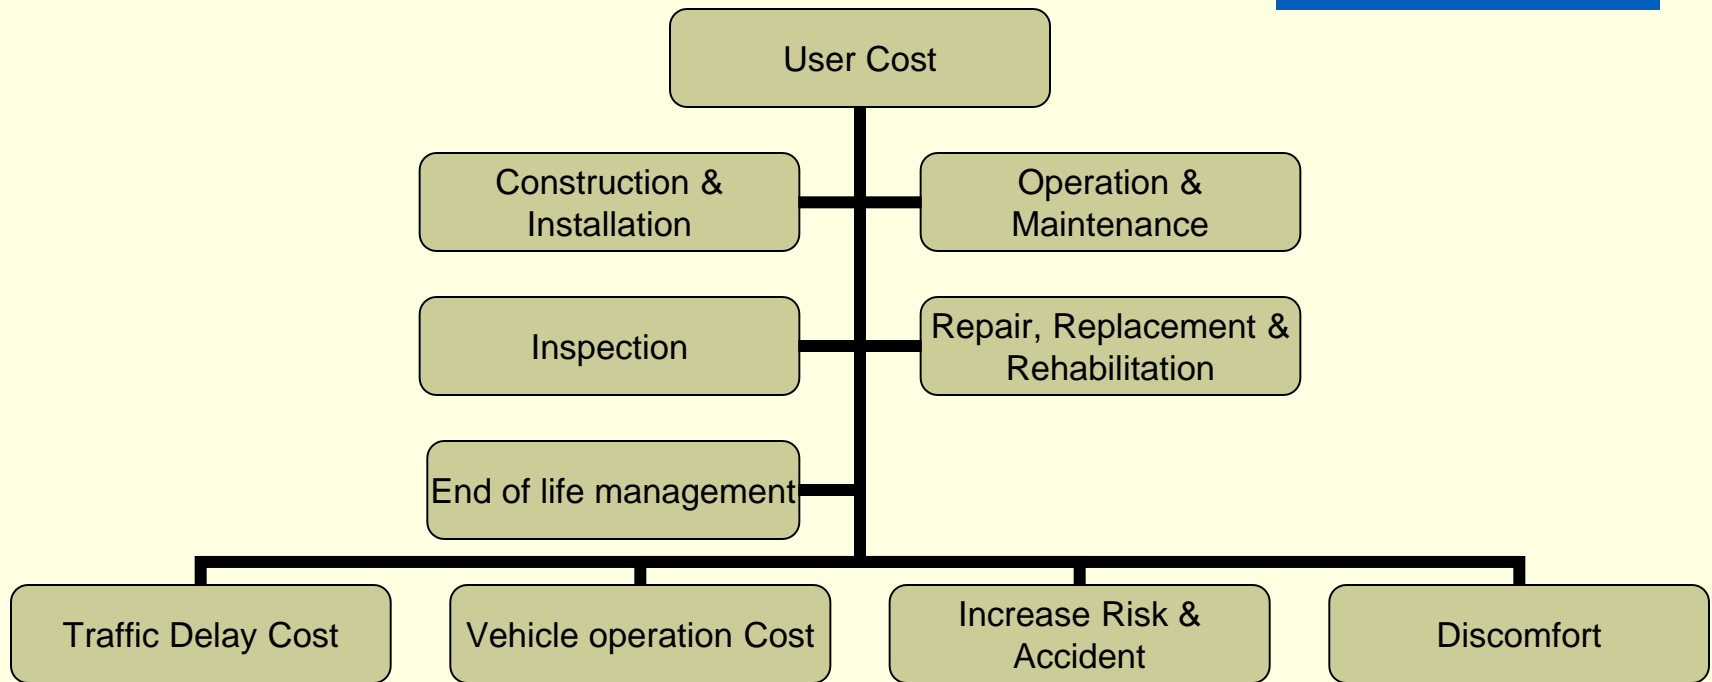 User Cost
Construction &
Installation
Operation &
Maintenance
Inspection
Repair, Replacement &
Rehabilitation
End of life management
Traffic Delay Cost
Vehicle operation Cost
Increase Risk &
Accident
Discomfort